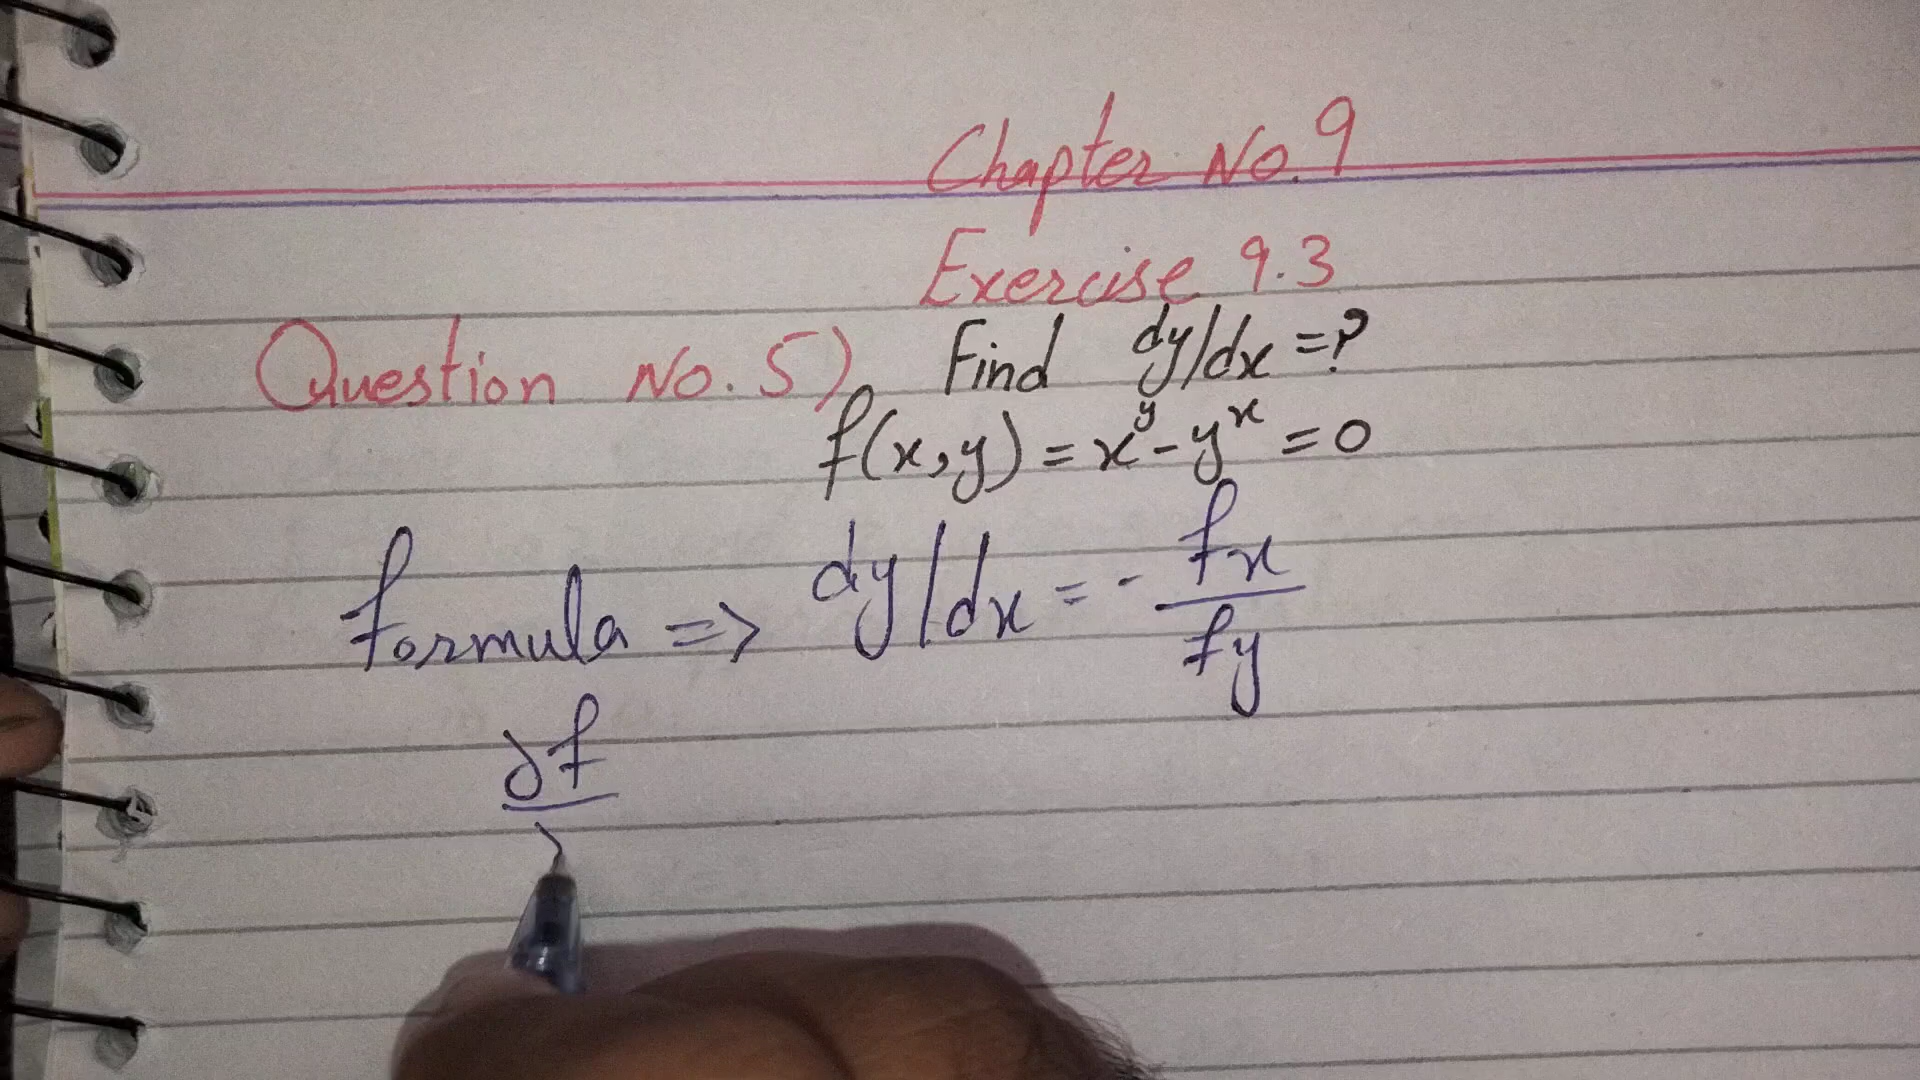 Chapter No. 9
Exercise 9.3
Question No. 5) Find dy/dx =?
f(x,y) = x^y - y^x = 0
formula => dy/dx = - fx/fy
∂f